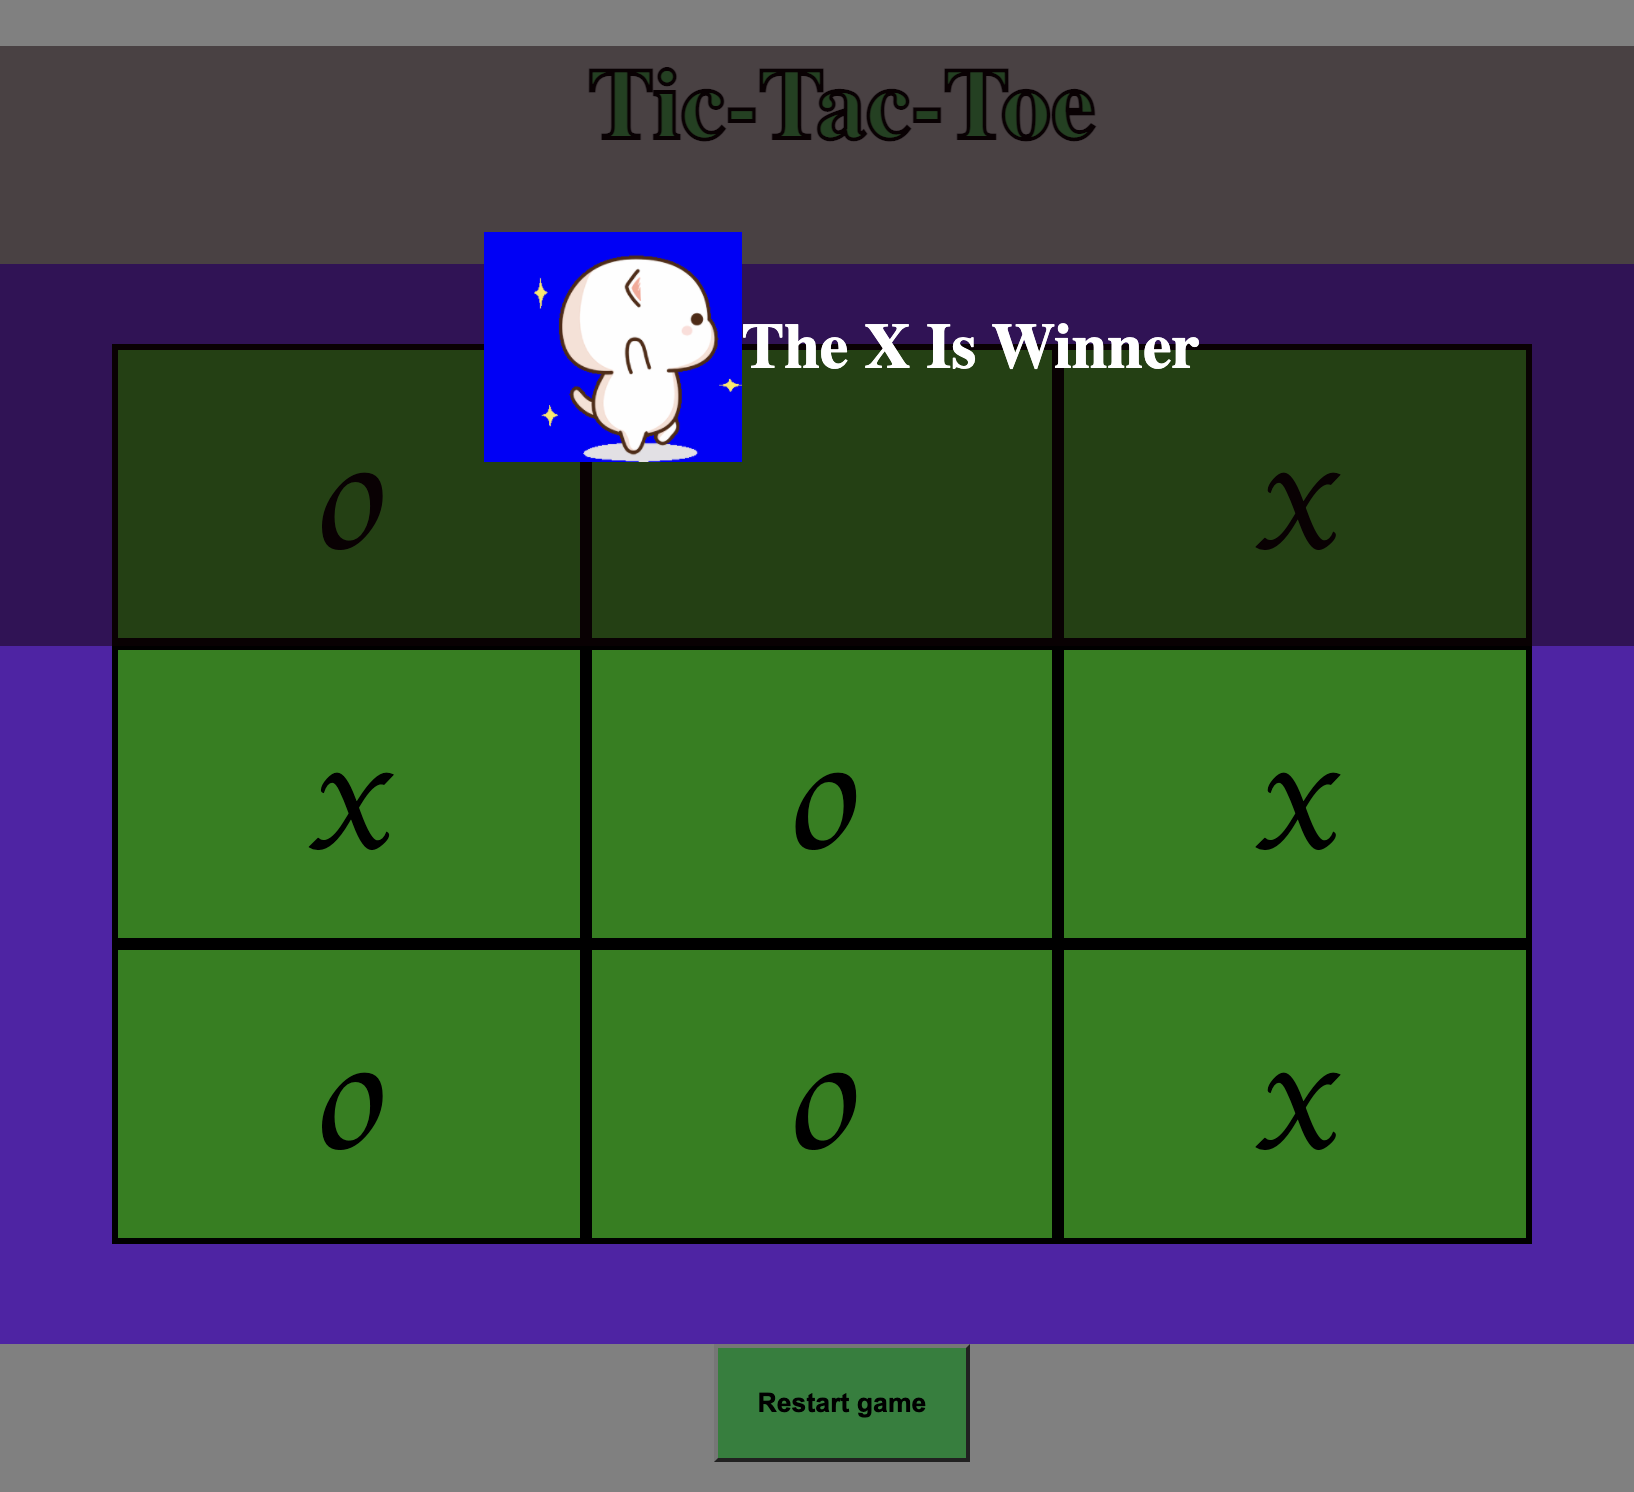 Tic-Tac-Toe
The X Is Winner
o x
x o x
o o x
Restart game